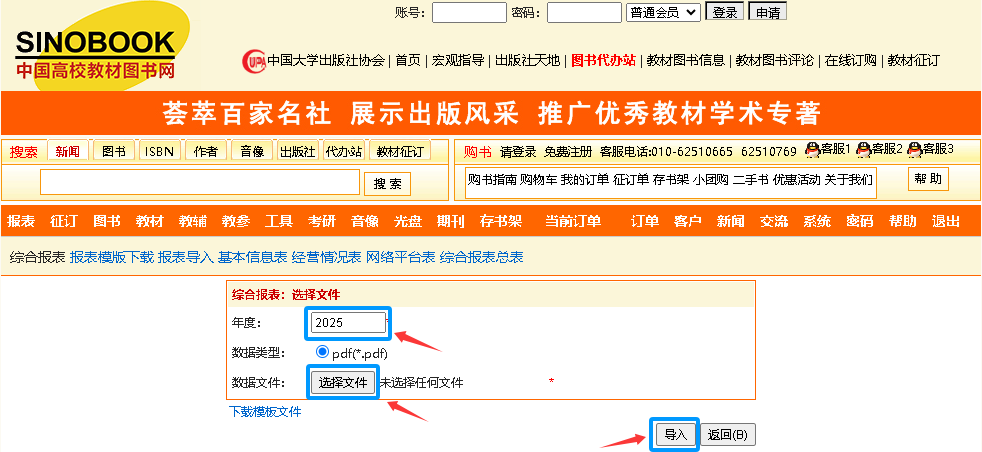 账号： 密码： 普通会员 登录 申请
SINOBOOK
中国高校教材图书网
UPA 中国大学出版社协会 | 首页 | 宏观指导 | 出版社天地 | 图书代办站 | 教材图书信息 | 教材图书评论 | 在线订购 | 教材征订
荟萃百家名社 展示出版风采 推广优秀教材学术专著
搜索 新闻 图书 ISBN 作者 音像 出版社 代办站 教材征订
搜 索
购书 请登录 免费注册 客服电话:010-62510665 62510769 客服1 客服2 客服3
购书指南 购物车 我的订单 征订单 存书架 小团购 二手书 优惠活动 关于我们
帮 助
报表 征订 图书 教材 教辅 教参 工具 考研 音像 光盘 期刊 存书架 当前订单 订单 客户 新闻 交流 系统 密码 帮助 退出
综合报表 报表模版下载 报表导入 基本信息表 经营情况表 网络平台表 综合报表总表
综合报表：选择文件
年度： 2025 *
数据类型： pdf(*.pdf)
数据文件： 选择文件 未选择任何文件 *
下载模板文件
导入 返回(B)